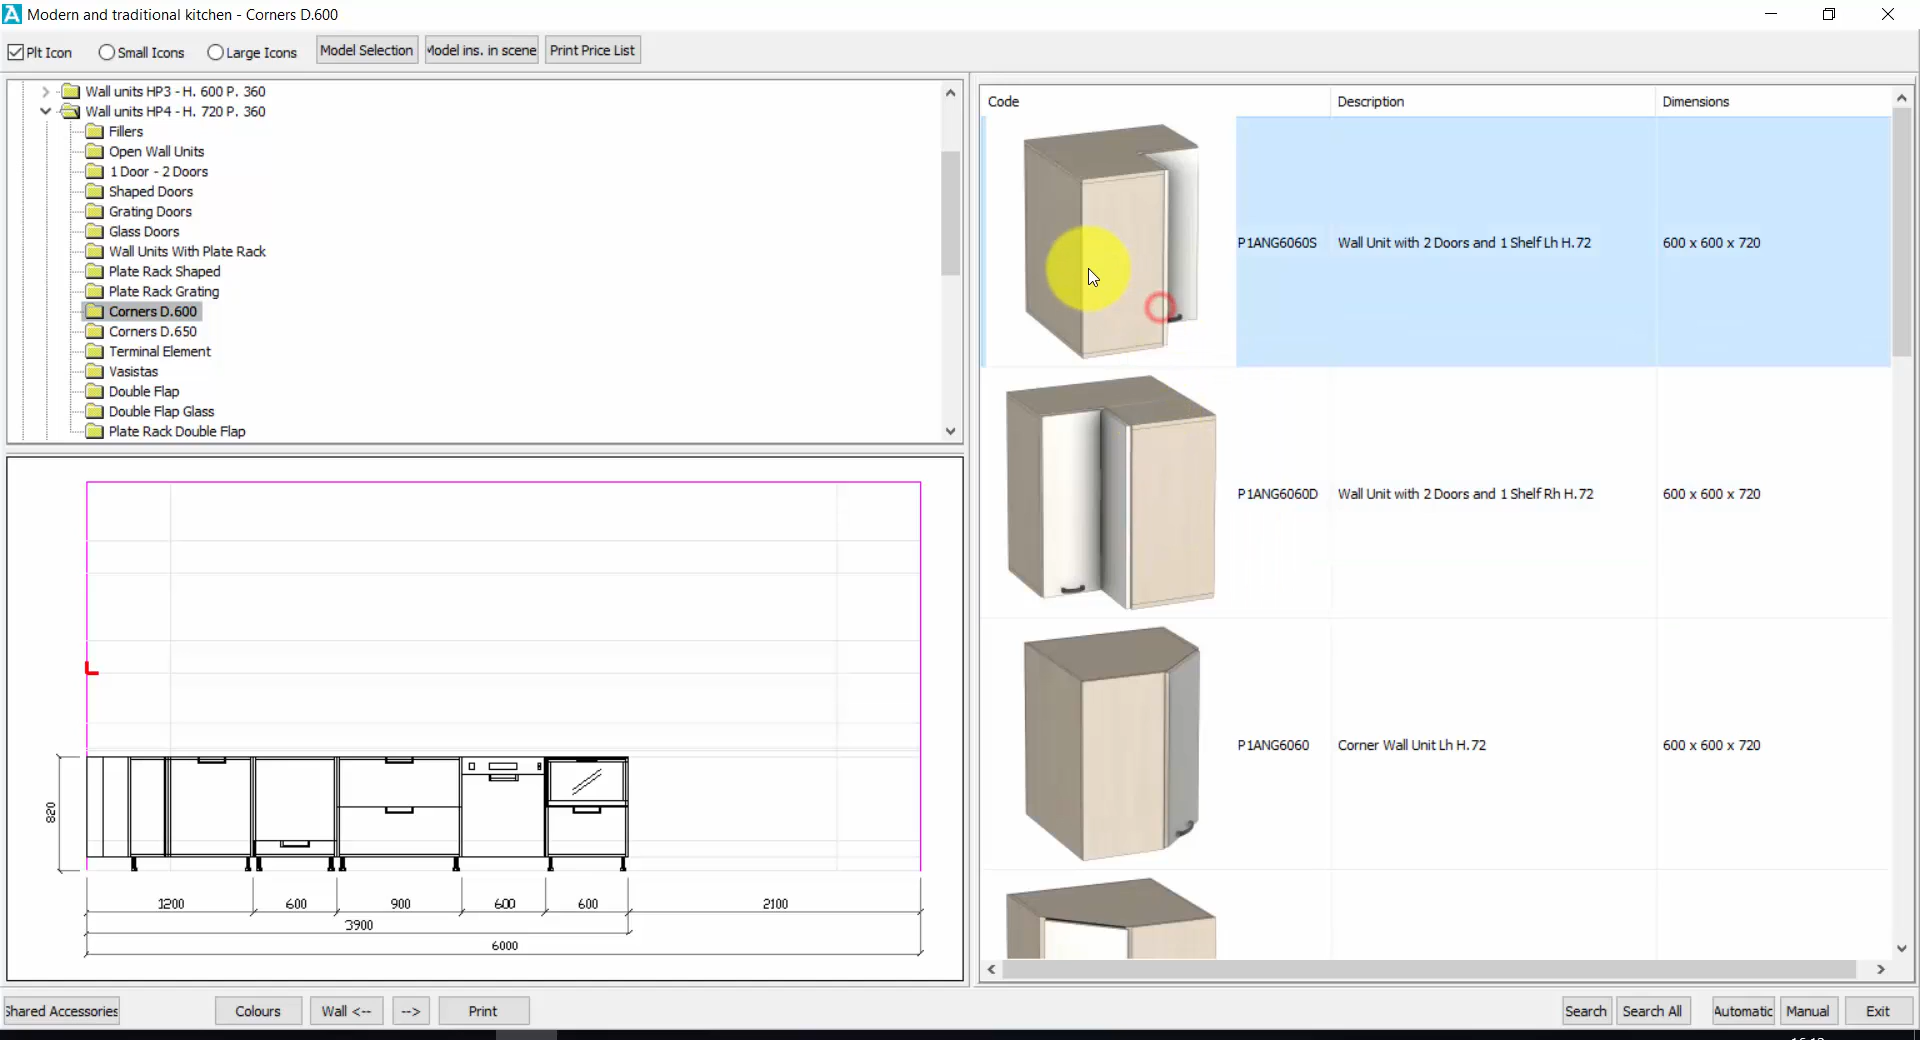 Modern and traditional kitchen - Corners D.600
Plt Icon Small Icons Large Icons Model Selection Model ins. in scene Print Price List
Wall units HP3 - H. 600 P. 360
Wall units HP4 - H. 720 P. 360
Fillers
Open Wall Units
1 Door - 2 Doors
Shaped Doors
Grating Doors
Glass Doors
Wall Units With Plate Rack
Plate Rack Shaped
Plate Rack Grating
Corners D.600
Corners D.650
Terminal Element
Vasistas
Double Flap
Double Flap Glass
Plate Rack Double Flap
820
1200 600 900 600 600 2100
3900
6000
Code Description Dimensions
P1ANG6060S Wall Unit with 2 Doors and 1 Shelf Lh H.72 600 x 600 x 720
P1ANG6060D Wall Unit with 2 Doors and 1 Shelf Rh H.72 600 x 600 x 720
P1ANG6060 Corner Wall Unit Lh H.72 600 x 600 x 720
Shared Accessories Colours Wall <-- --> Print Search Search All Automatic Manual Exit